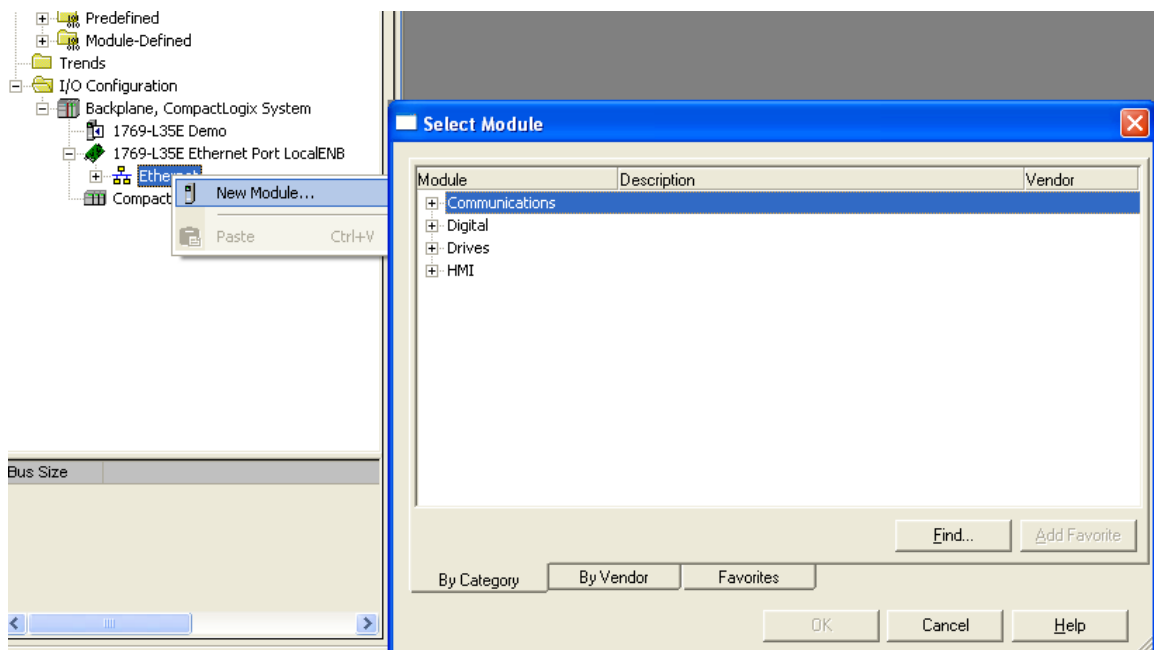 Predefined
Module-Defined
Trends
I/O Configuration
Backplane, CompactLogix System
1769-L35E Demo
1769-L35E Ethernet Port LocalENB
Ethernet
Compact
New Module...
Paste Ctrl+V
Bus Size
Select Module
Module Description Vendor
Communications
Digital
Drives
HMI
Find... Add Favorite
By Category By Vendor Favorites
OK Cancel Help